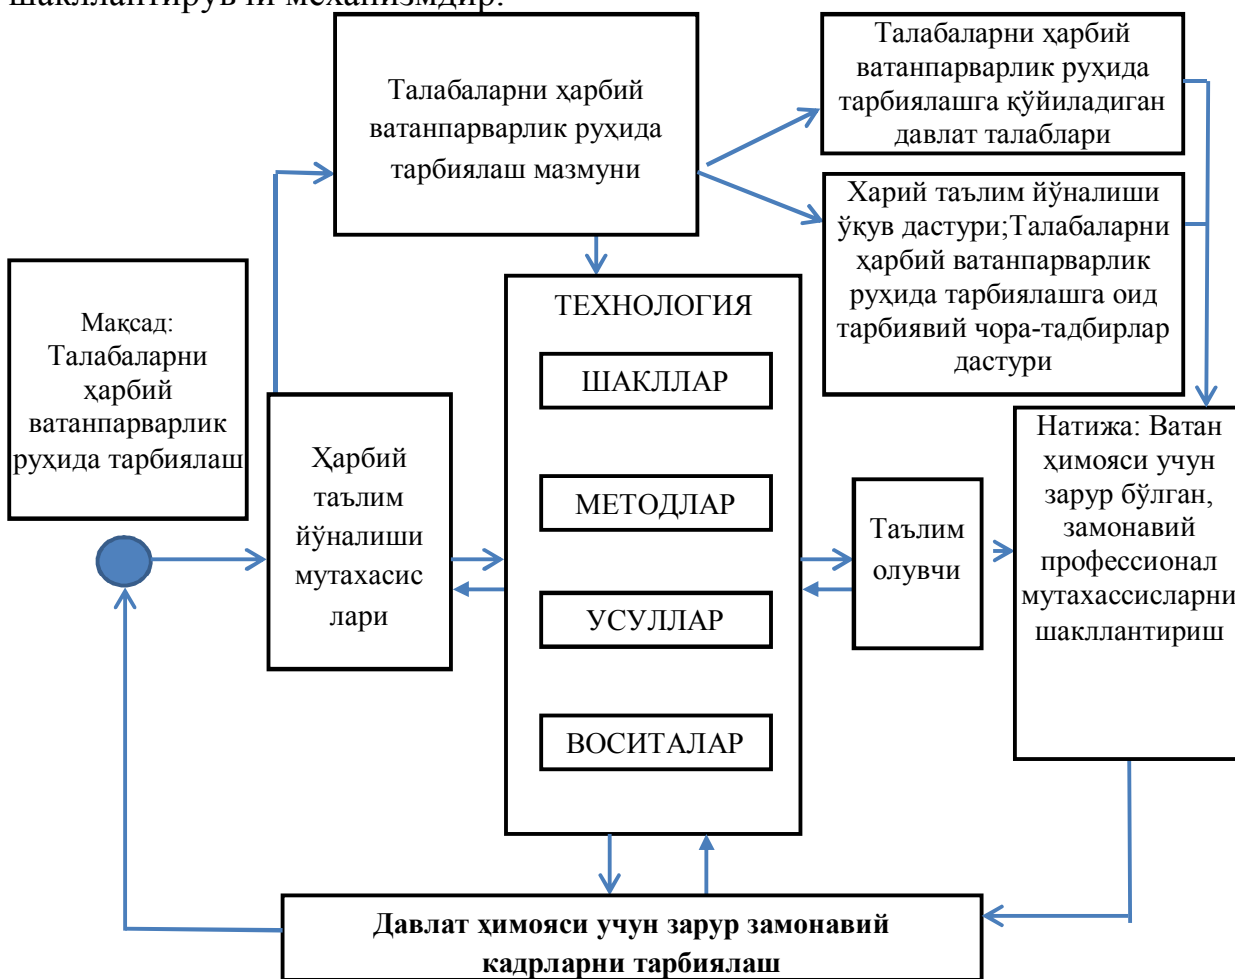 шакллантирувчи механизмдир.
Талабаларни ҳарбий
ватанпарварлик руҳида
тарбиялаш мазмуни
Талабаларни ҳарбий
ватанпарварлик руҳида
тарбиялашга қўйиладиган
давлат талаблари
Харий таълим йўналиши
ўқув дастури;Талабаларни
ҳарбий ватанпарварлик
руҳида тарбиялашга оид
тарбиявий чора-тадбирлар
дастури
Мақсад:
Талабаларни
ҳарбий
ватанпарварлик
руҳида тарбиялаш
Ҳарбий
таълим
йўналиши
мутахасис
лари
ТЕХНОЛОГИЯ
ШАКЛЛАР
МЕТОДЛАР
УСУЛЛАР
ВОСИТАЛАР
Таълим
олувчи
Натижа: Ватан
ҳимояси учун
зарур бўлган,
замонавий
профессионал
мутахассисларни
шакллантириш
Давлат ҳимояси учун зарур замонавий
кадрларни тарбиялаш